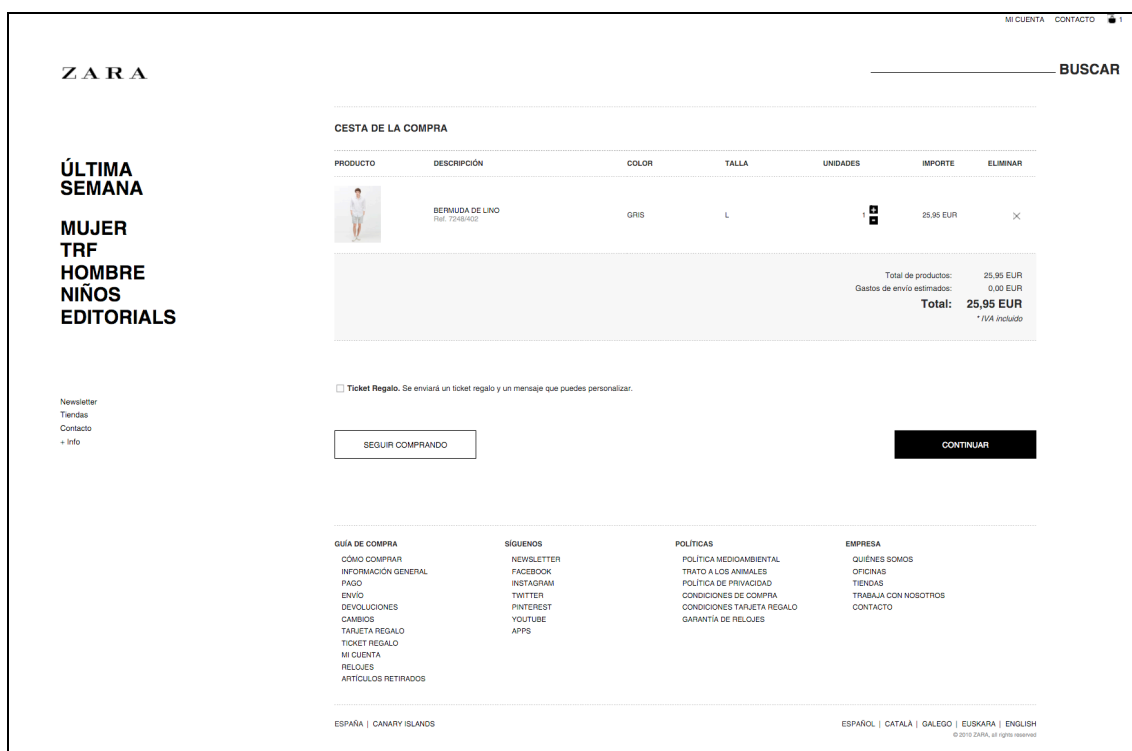 MI CUENTA CONTACTO 1
ZARA
BUSCAR
CESTA DE LA COMPRA
PRODUCTO DESCRIPCIÓN COLOR TALLA UNIDADES IMPORTE ELIMINAR
BERMUDA DE LINO
Ref. 7248/402
GRIS L 1 + - 25,95 EUR
Total de productos: 25,95 EUR
Gastos de envío estimados: 0,00 EUR
Total: 25,95 EUR
* IVA incluido
ÚLTIMA
SEMANA
MUJER
TRF
HOMBRE
NIÑOS
EDITORIALS
Ticket Regalo. Se enviará un ticket regalo y un mensaje que puedes personalizar.
Newsletter
Tiendas
Contacto
+ Info
SEGUIR COMPRANDO
CONTINUAR
GUÍA DE COMPRA
CÓMO COMPRAR
INFORMACIÓN GENERAL
PAGO
ENVÍO
DEVOLUCIONES
CAMBIOS
TARJETA REGALO
TICKET REGALO
MI CUENTA
RELOJES
ARTÍCULOS RETIRADOS
SÍGUENOS
NEWSLETTER
FACEBOOK
INSTAGRAM
TWITTER
PINTEREST
YOUTUBE
APPS
POLÍTICAS
POLÍTICA MEDIOAMBIENTAL
TRATO A LOS ANIMALES
POLÍTICA DE PRIVACIDAD
CONDICIONES DE COMPRA
CONDICIONES TARJETA REGALO
GARANTÍA DE RELOJES
EMPRESA
QUIÉNES SOMOS
OFICINAS
TIENDAS
TRABAJA CON NOSOTROS
CONTACTO
ESPAÑA | CANARY ISLANDS
ESPAÑOL | CATALÀ | GALEGO | EUSKARA | ENGLISH
© 2010 ZARA, all rights reserved